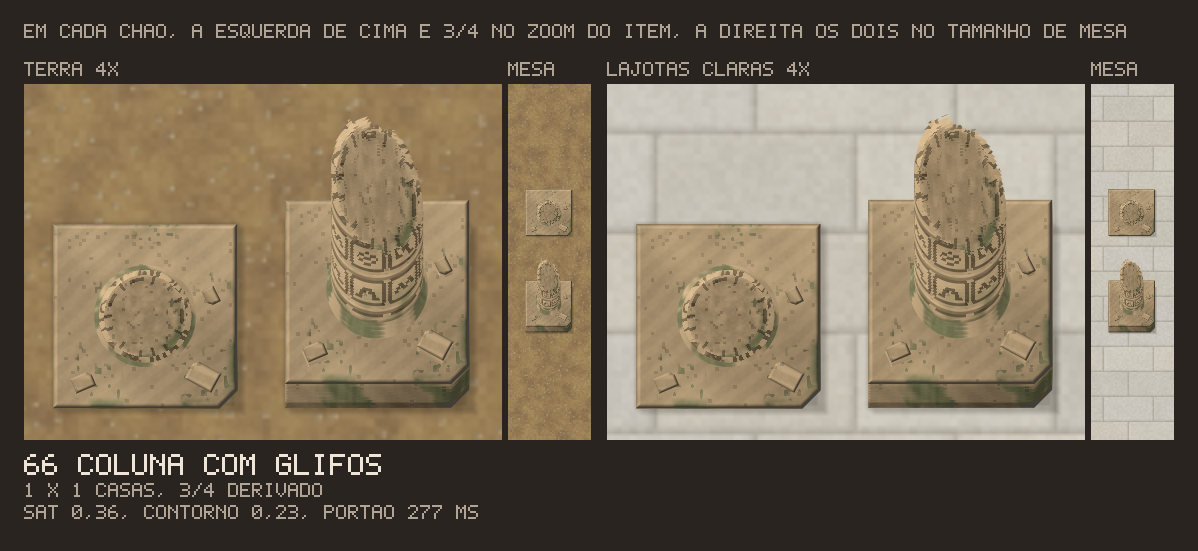 EM CADA CHAO, A ESQUERDA DE CIMA E 3/4 NO ZOOM DO ITEM, A DIREITA OS DOIS NO TAMANHO DE MESA
TERRA 4X MESA LAJOTAS CLARAS 4X MESA
66 COLUNA COM GLIFOS
1 X 1 CASAS, 3/4 DERIVADO
SAT 0,36, CONTORNO 0,23, PORTAO 277 MS